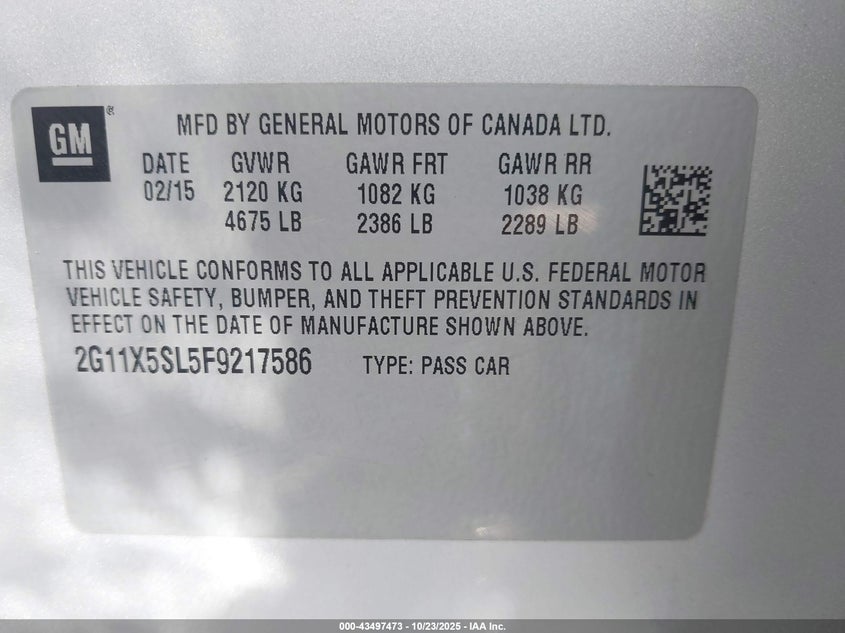 GM®
MFD BY GENERAL MOTORS OF CANADA LTD.
DATE GVWR GAWR FRT GAWR RR
02/15 2120 KG 1082 KG 1038 KG
4675 LB 2386 LB 2289 LB
THIS VEHICLE CONFORMS TO ALL APPLICABLE U.S. FEDERAL MOTOR
VEHICLE SAFETY, BUMPER, AND THEFT PREVENTION STANDARDS IN
EFFECT ON THE DATE OF MANUFACTURE SHOWN ABOVE.
2G11X5SL5F9217586 TYPE: PASS CAR
000-43497473 - 10/23/2025 - IAA Inc.